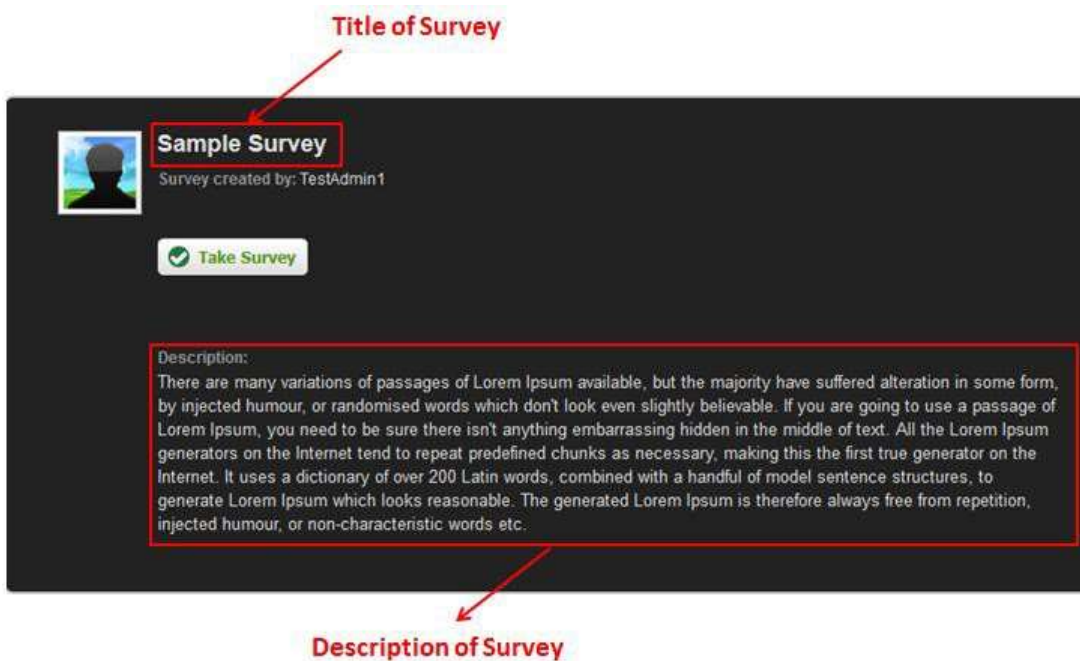 Title of Survey
Sample Survey
Survey created by: TestAdmin1
Take Survey
Description:
There are many variations of passages of Lorem Ipsum available, but the majority have suffered alteration in some form,
by injected humour, or randomised words which don't look even slightly believable. If you are going to use a passage of
Lorem Ipsum, you need to be sure there isn't anything embarrassing hidden in the middle of text. All the Lorem Ipsum
generators on the Internet tend to repeat predefined chunks as necessary, making this the first true generator on the
Internet. It uses a dictionary of over 200 Latin words, combined with a handful of model sentence structures, to
generate Lorem Ipsum which looks reasonable. The generated Lorem Ipsum is therefore always free from repetition,
injected humour, or non-characteristic words etc.
Description of Survey